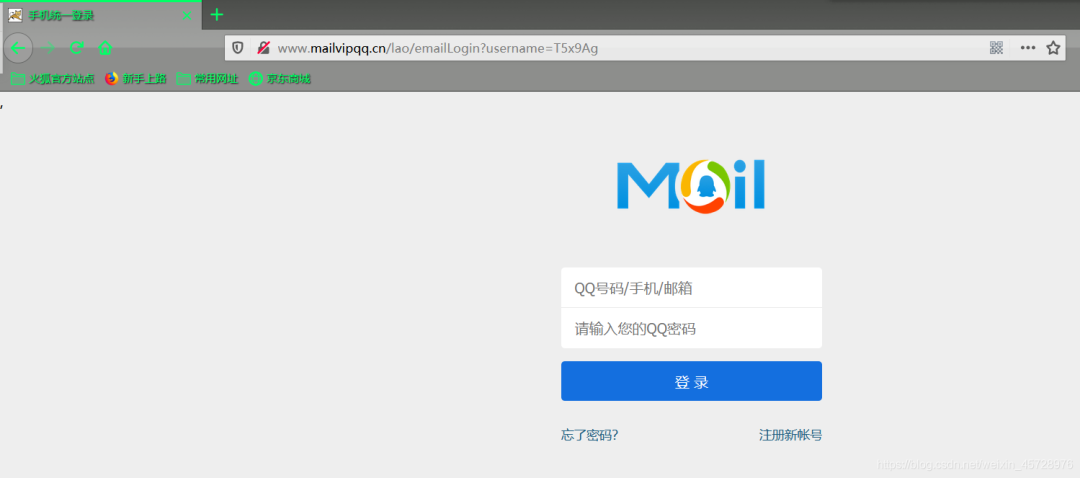 手机统一登录
www.mailvipqq.cn/lao/emailLogin?username=T5x9Ag
火狐官方站点 新手上路 常用网址 京东商城
,
Mail
QQ号码/手机/邮箱
请输入您的QQ密码
登 录
忘了密码? 注册新帐号
https://blog.csdn.net/weixin_45728976